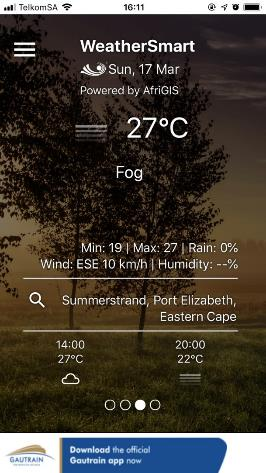 TelkomSA 16:11
WeatherSmart
Sun, 17 Mar
Powered by AfriGIS
27°C
Fog
Min: 19 | Max: 27 | Rain: 0%
Wind: ESE 10 km/h | Humidity: --%
Summerstrand, Port Elizabeth,
Eastern Cape
14:00 20:00
27°C 22°C
GAUTRAIN
Download the official
Gautrain app now